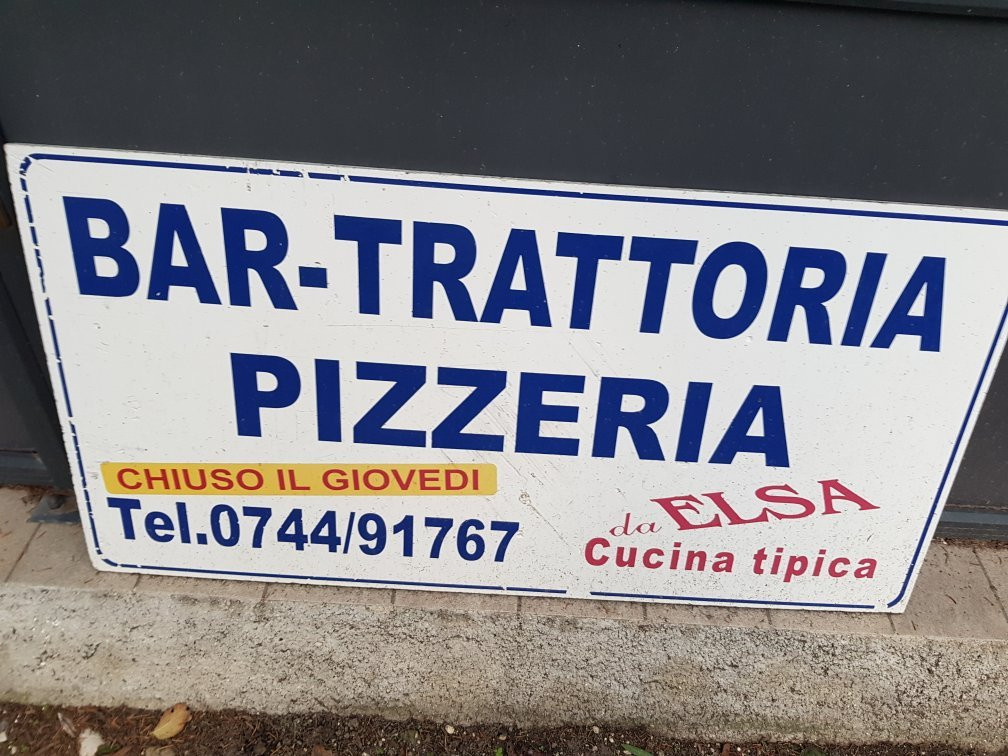 BAR-TRATTORIA
PIZZERIA
CHIUSO IL GIOVEDI
Tel.0744/91767
da ELSA
Cucina tipica